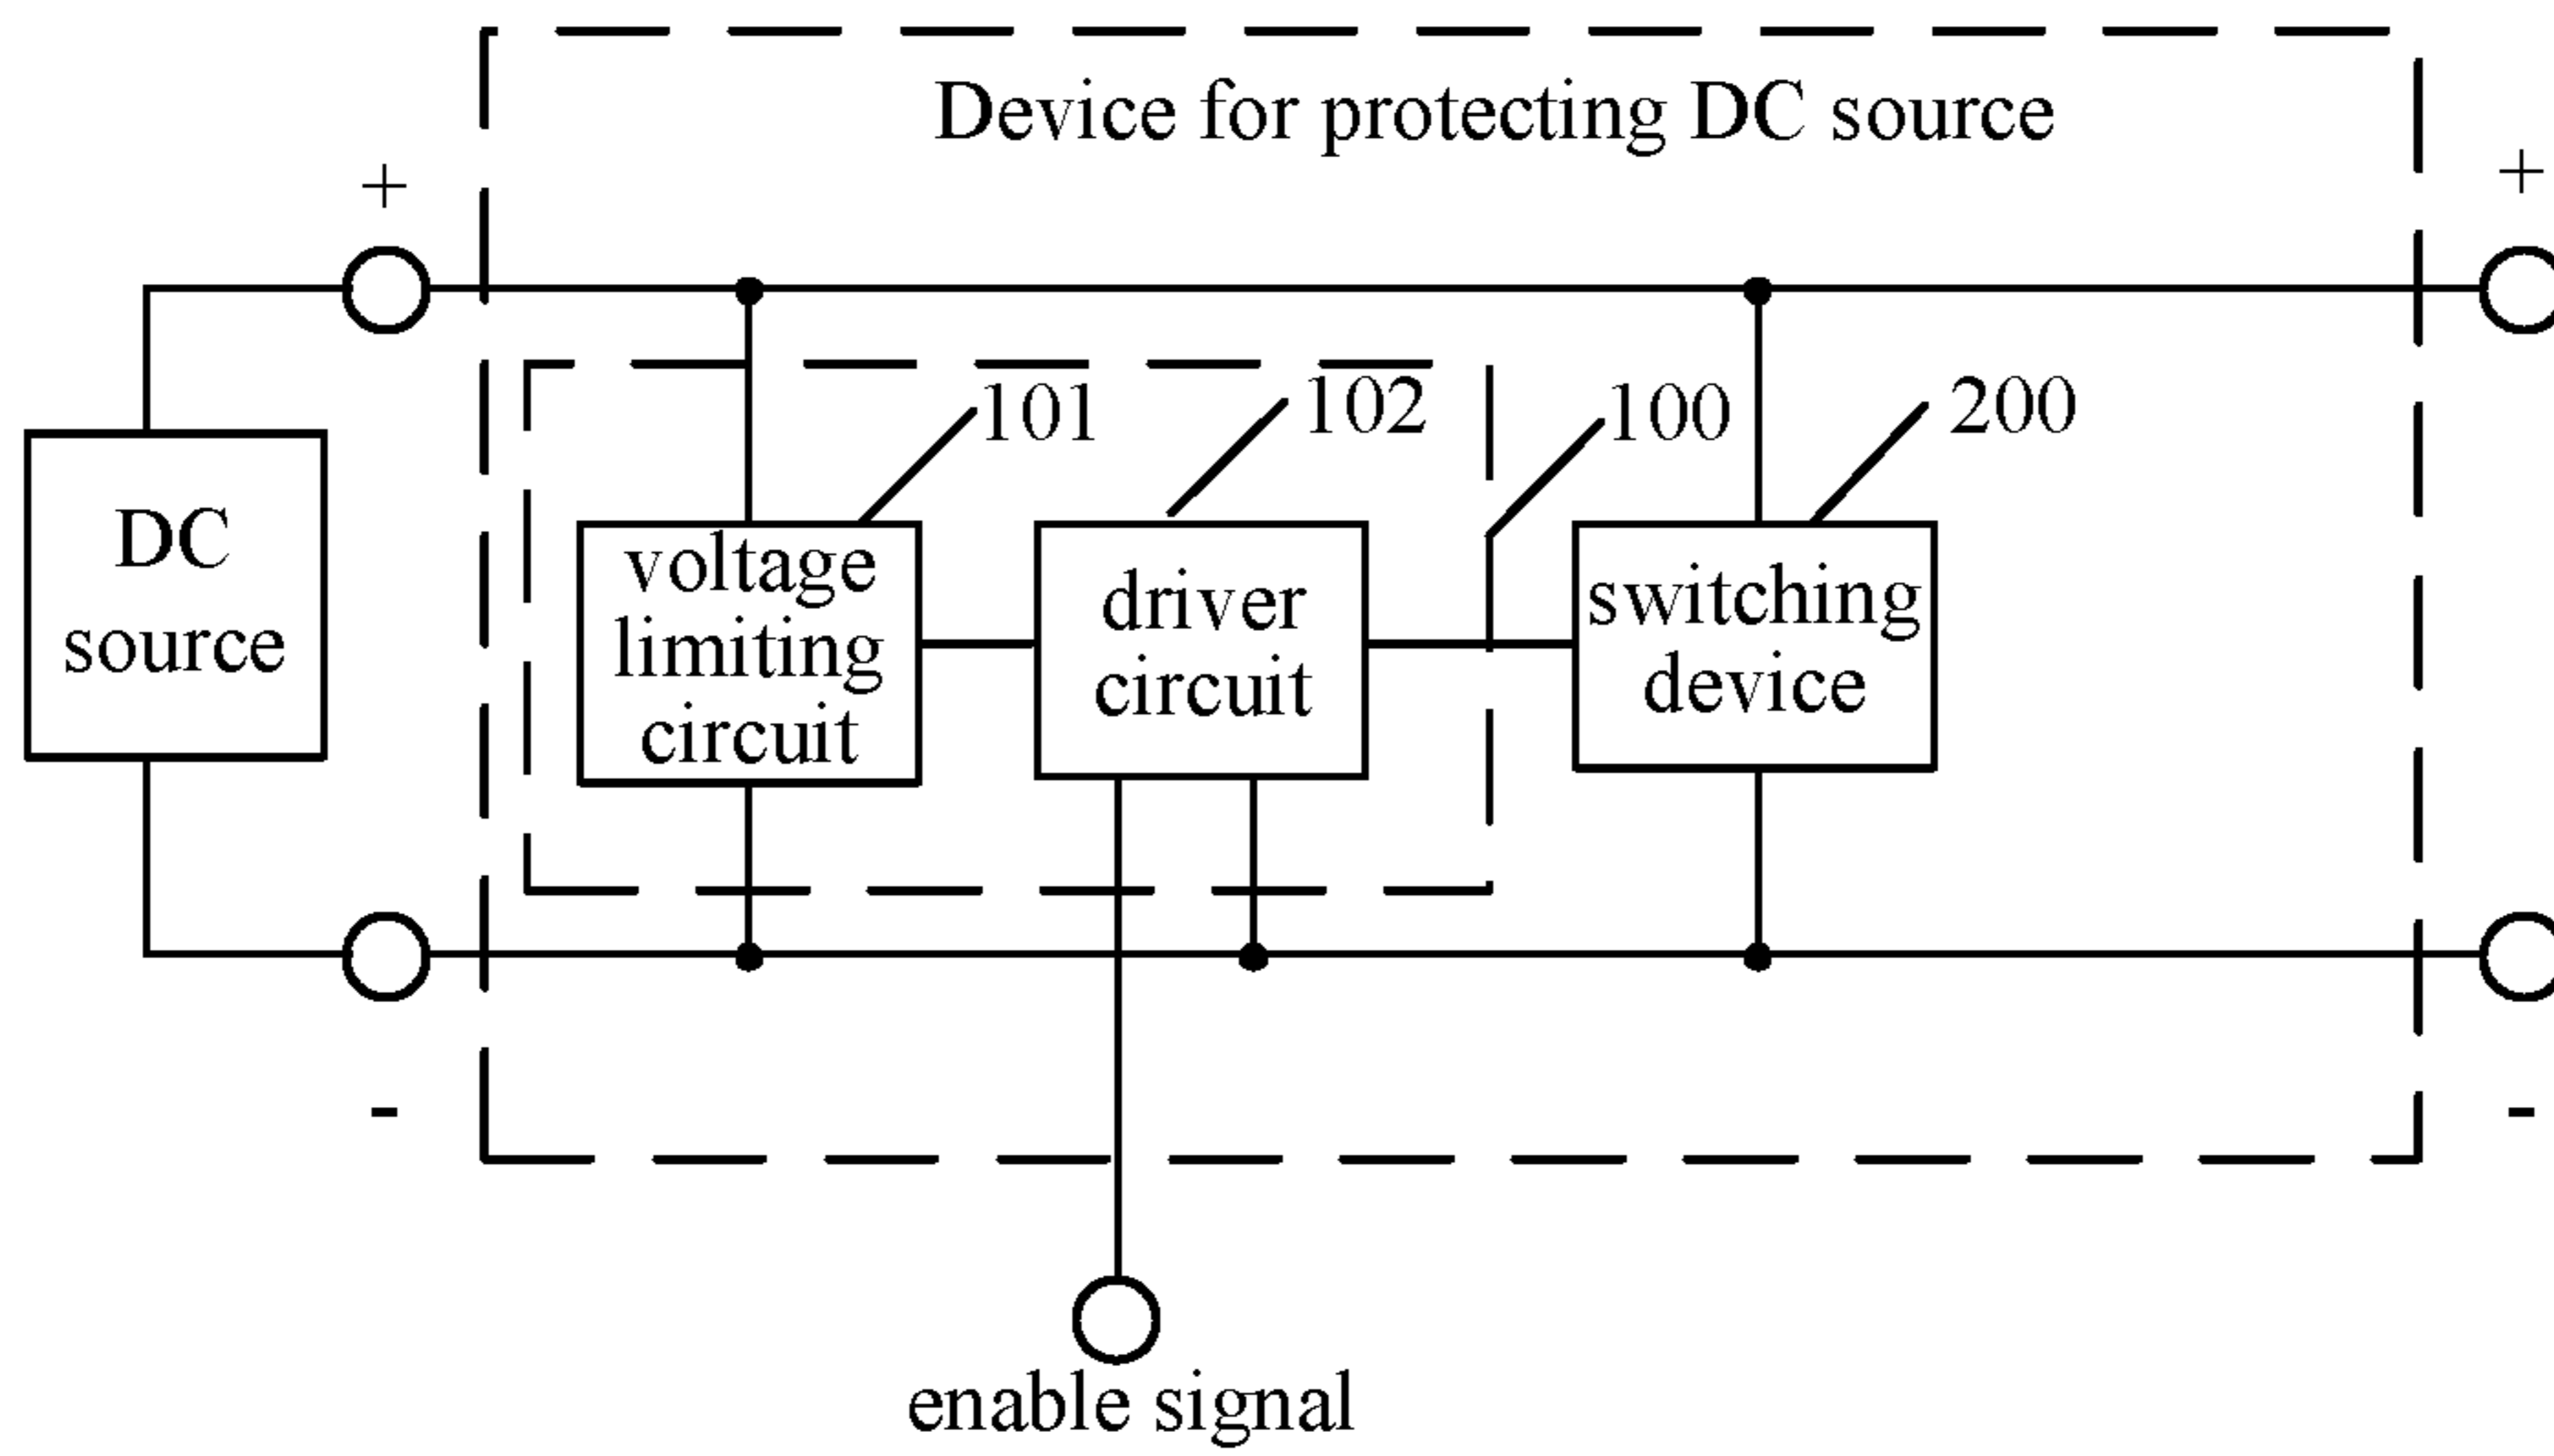 Device for protecting DC source
+
+
101
102
100
200
DC
source
voltage
limiting
circuit
driver
circuit
switching
device
-
-
enable signal